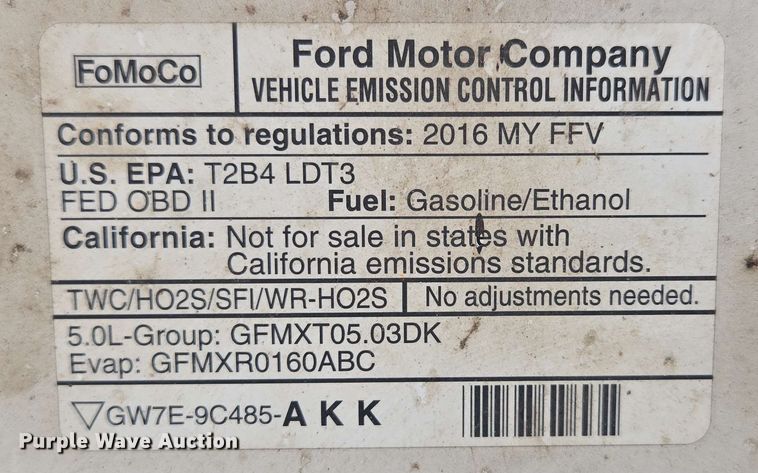 FoMoCo
Ford Motor Company
VEHICLE EMISSION CONTROL INFORMATION
Conforms to regulations: 2016 MY FFV
U.S. EPA: T2B4 LDT3
FED OBD II Fuel: Gasoline/Ethanol
California: Not for sale in states with
California emissions standards.
TWC/HO2S/SFI/WR-HO2S No adjustments needed.
5.0L-Group: GFMXT05.03DK
Evap: GFMXR0160ABC
▽GW7E-9C485-AKK
Purple Wave Auction